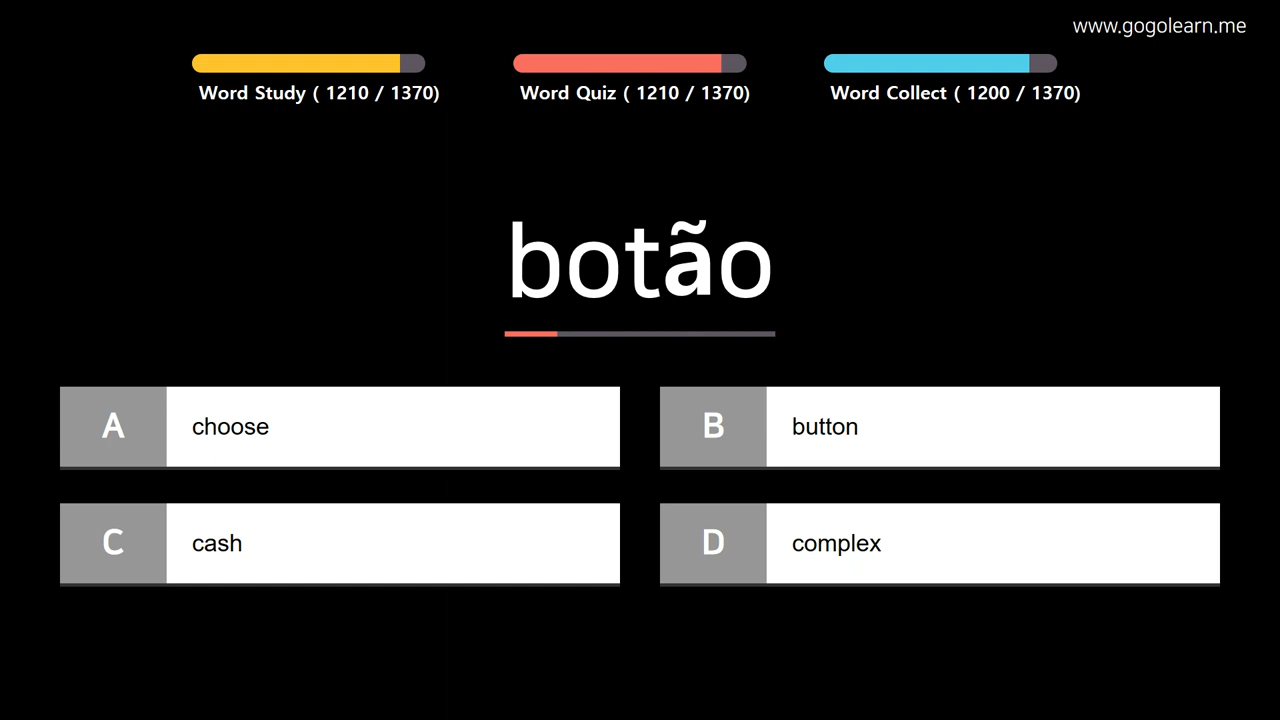 www.gogolearn.me
Word Study ( 1210 / 1370)
Word Quiz ( 1210 / 1370)
Word Collect ( 1200 / 1370)
botão
A choose
B button
C cash
D complex